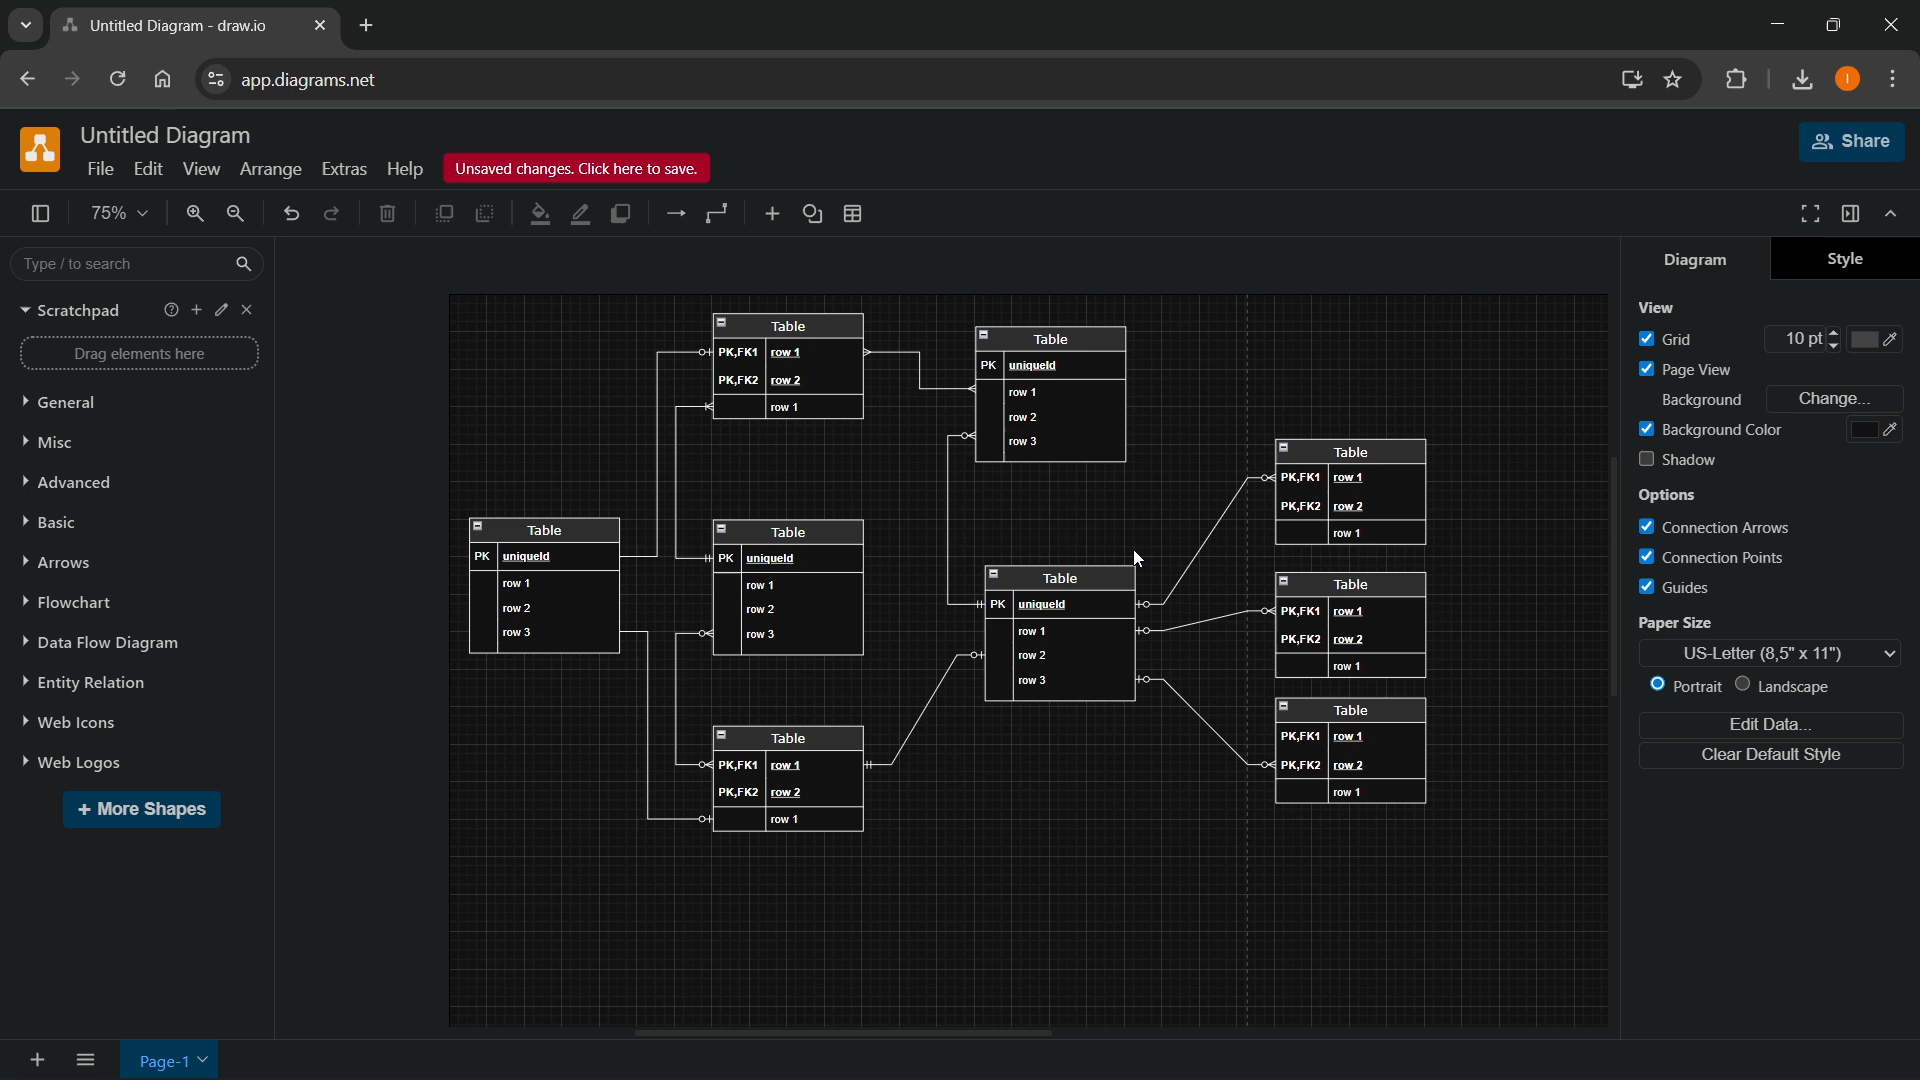 Untitled Diagram - draw.io
app.diagrams.net
I
Untitled Diagram
File Edit View Arrange Extras Help
Unsaved changes. Click here to save.
Share
75%
Type / to search
Scratchpad
Drag elements here
General
Misc
Advanced
Basic
Arrows
Flowchart
Data Flow Diagram
Entity Relation
Web Icons
Web Logos
+ More Shapes
Table
PK uniqueId
row 1
row 2
row 3
Table
PK,FK1 row 1
PK,FK2 row 2
row 1
Table
PK uniqueId
row 1
row 2
row 3
Table
PK,FK1 row 1
PK,FK2 row 2
row 1
Table
PK uniqueId
row 1
row 2
row 3
Table
PK uniqueId
row 1
row 2
row 3
Table
PK,FK1 row 1
PK,FK2 row 2
row 1
Table
PK,FK1 row 1
PK,FK2 row 2
row 1
Table
PK,FK1 row 1
PK,FK2 row 2
row 1
Diagram Style
View
Grid 10 pt
Page View
Background Change...
Background Color
Shadow
Options
Connection Arrows
Connection Points
Guides
Paper Size
US-Letter (8,5" x 11")
Portrait Landscape
Edit Data...
Clear Default Style
Page-1